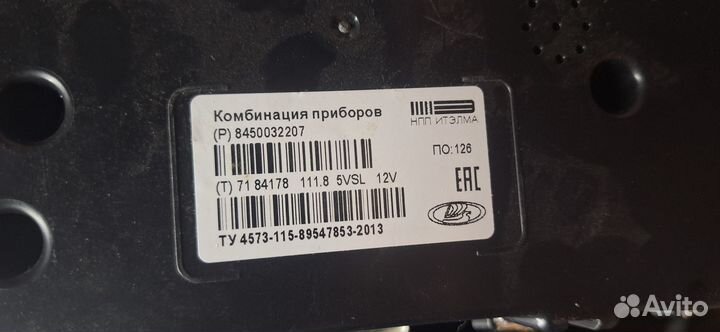 Комбинация приборов
(P) 8450032207
НПП ИТЭЛМА
ПО: 126
(T) 71 84178 111.8 5VSL 12V
EAC
ТУ 4573-115-89547853-2013
Avito